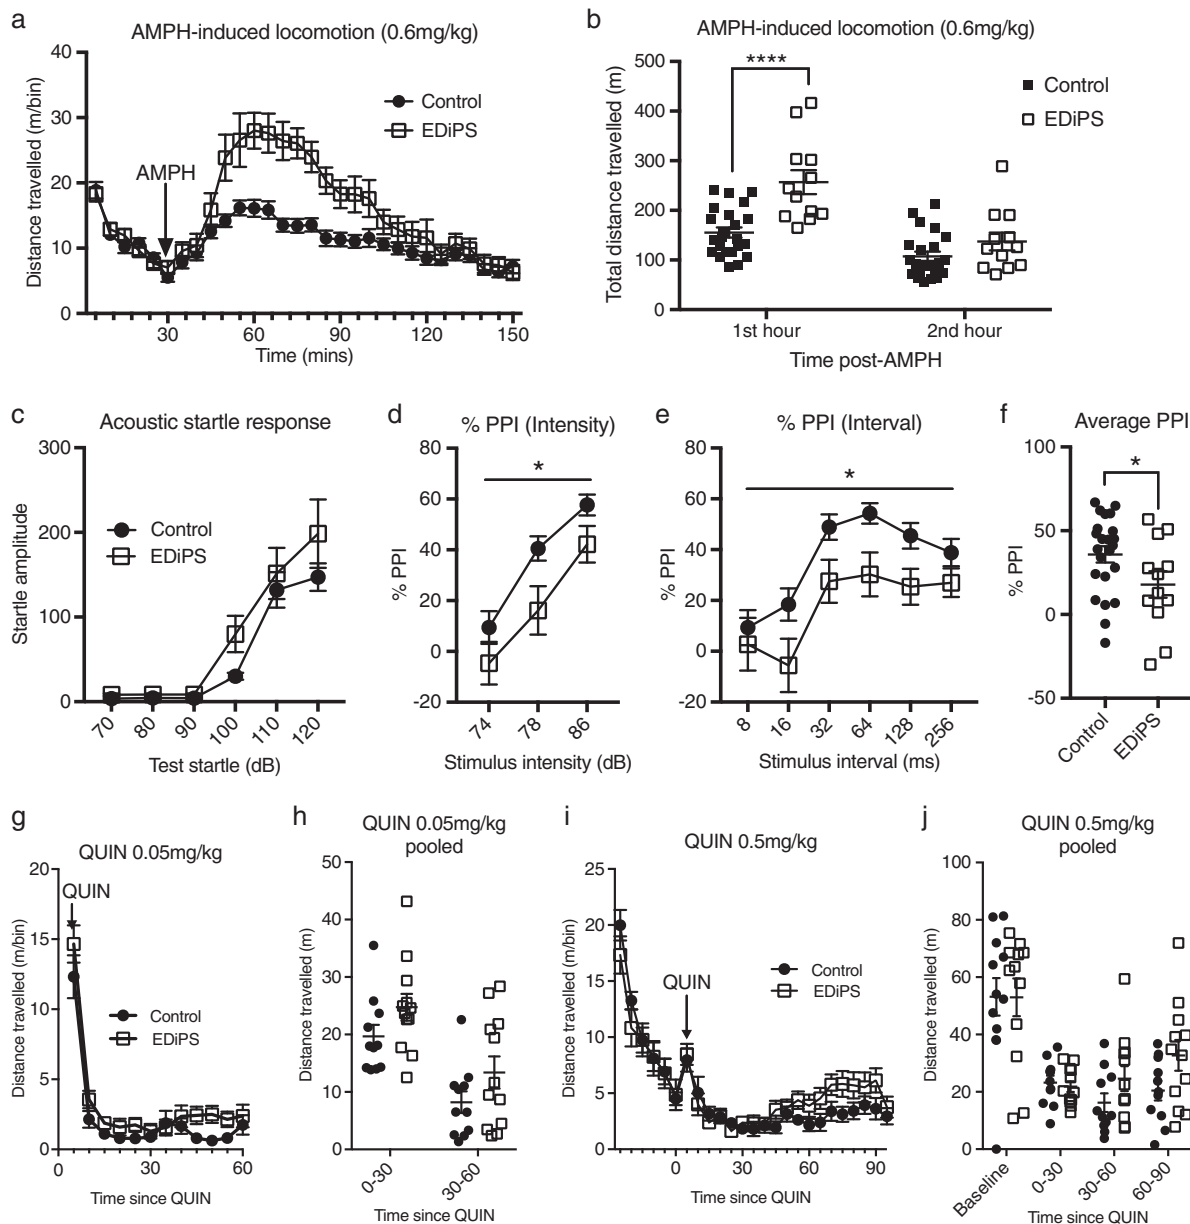 a
AMPH-induced locomotion (0.6mg/kg)
Distance travelled (m/bin)
40
30
20
10
0
AMPH
Control
EDiPS
30
60
90
120
150
Time (mins)
b
AMPH-induced locomotion (0.6mg/kg)
Total distance travelled (m)
500
400
300
200
100
0
****
Control
EDiPS
1st hour
2nd hour
Time post-AMPH
c
Acoustic startle response
Startle amplitude
300
200
100
0
Control
EDiPS
70
80
90
100
110
120
Test startle (dB)
d
% PPI (Intensity)
% PPI
80
60
40
20
0
-20
*
74
78
86
Stimulus intensity (dB)
e
% PPI (Interval)
% PPI
80
60
40
20
0
-20
*
8
16
32
64
128
256
Stimulus interval (ms)
f
Average PPI
% PPI
100
50
0
-50
*
Control
EDiPS
g
QUIN 0.05mg/kg
Distance travelled (m/bin)
20
15
10
5
0
QUIN
Control
EDiPS
0
30
60
Time since QUIN
h
QUIN 0.05mg/kg
pooled
Distance travelled (m)
50
40
30
20
10
0
0-30
30-60
Time since QUIN
i
QUIN 0.5mg/kg
Distance travelled (m/bin)
25
20
15
10
5
0
QUIN
Control
EDiPS
0
30
60
90
Time since QUIN
j
QUIN 0.5mg/kg
pooled
Distance travelled (m)
100
80
60
40
20
0
Baseline
0-30
30-60
60-90
Time since QUIN